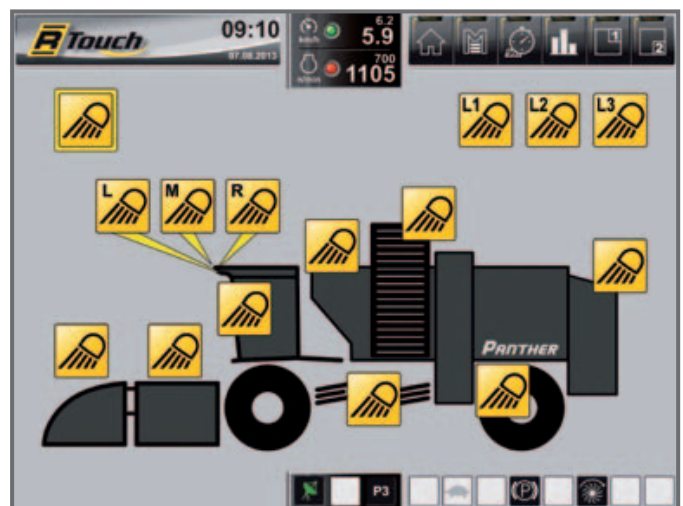 R Touch
09:10
07.08.2013
6.2
5.9
700
1105
1
2
L1 L2 L3
L M R
PANTHER
P3
(P)